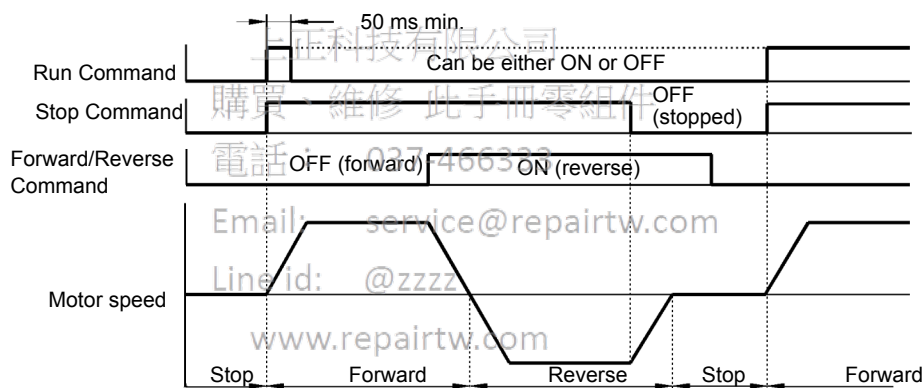 50 ms min.
上正科技有限公司
Run Command
Can be either ON or OFF
購買、維修 此手冊零組件
Stop Command
OFF
(stopped)
電話： 037-466333
Forward/Reverse
Command
OFF (forward)
ON (reverse)
Email: service@repairtw.com
Line id: @zzzz
Motor speed
www.repairtw.com
Stop Forward Reverse Stop Forward